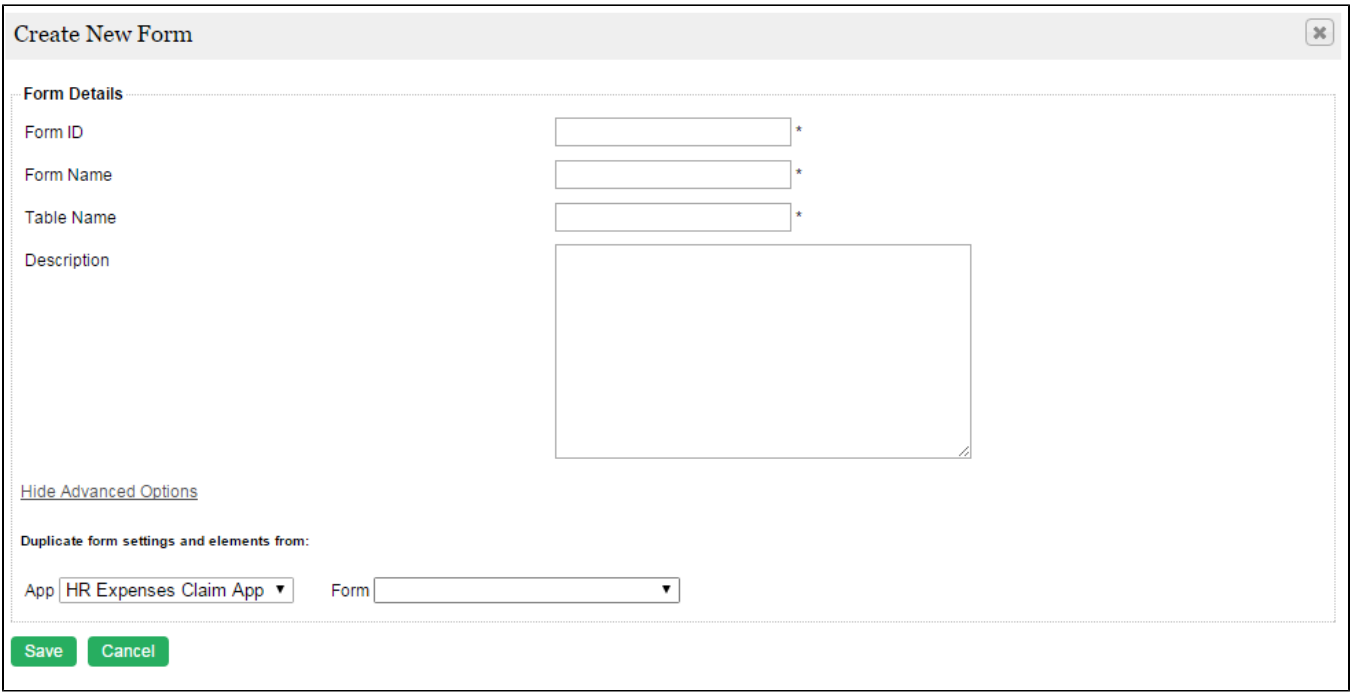 Create New Form
Form Details
Form ID *
Form Name *
Table Name *
Description
Hide Advanced Options
Duplicate form settings and elements from:
App HR Expenses Claim App Form
Save Cancel